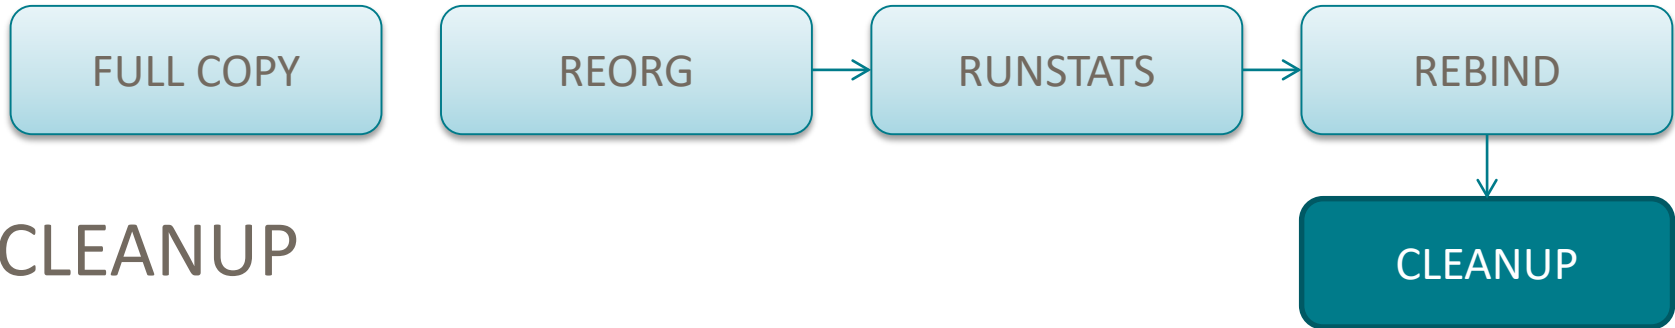 FULL COPY
REORG
RUNSTATS
REBIND
CLEANUP
CLEANUP